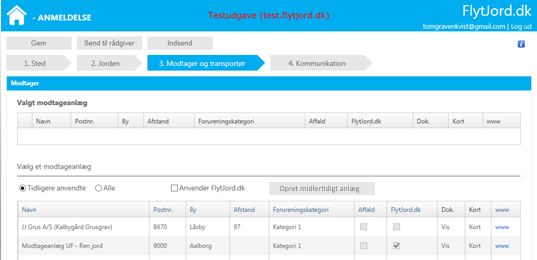 - ANMELDELSE
Testudgave (test.flytjord.dk)
FlytJord.dk
tomgravenkvist@gmail.com | Log ud
Gem Send til rådgiver Indsend
1. Sted 2. Jorden 3. Modtager og transportør 4. Kommunikation
Modtager
Valgt modtageanlæg
Navn Postnr. By Afstand Forureningskategori Affald FlytJord.dk Dok. Kort www
Vælg et modtageanlæg
Tidligere anvendte Alle Anvender FlytJord.dk Opret midlertidigt anlæg
Navn Postnr. By Afstand Forureningskategori Affald FlytJord.dk Dok. Kort www
JJ Grus A/S (Kalbygård Grusgrav) 8670 Låsby 97 Kategori 1 Vis Kort www
Modtageanlæg UF - Ren jord 9000 Aalborg Kategori 1 Vis Kort www